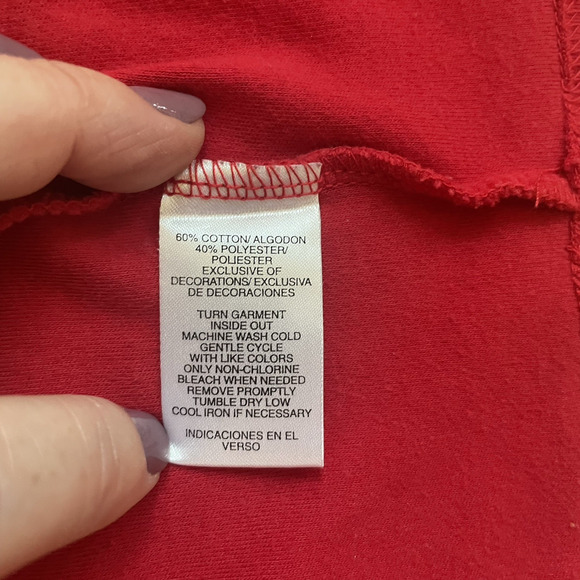 60% COTTON/ ALGODON
40% POLYESTER/
POLIESTER
EXCLUSIVE OF
DECORATIONS/ EXCLUSIVA
DE DECORACIONES
TURN GARMENT
INSIDE OUT
MACHINE WASH COLD
GENTLE CYCLE
WITH LIKE COLORS
ONLY NON-CHLORINE
BLEACH WHEN NEEDED
REMOVE PROMPTLY
TUMBLE DRY LOW
COOL IRON IF NECESSARY
INDICACIONES EN EL
VERSO